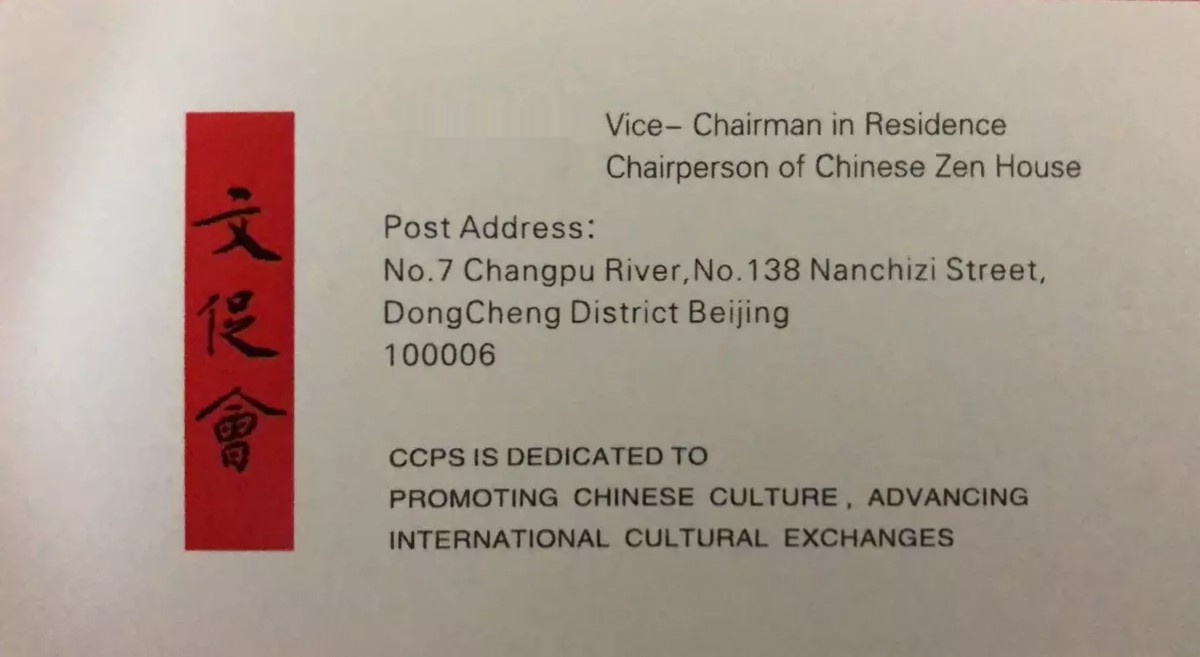 文促會
Vice- Chairman in Residence
Chairperson of Chinese Zen House
Post Address:
No.7 Changpu River,No.138 Nanchizi Street,
DongCheng District Beijing
100006
CCPS IS DEDICATED TO
PROMOTING CHINESE CULTURE, ADVANCING
INTERNATIONAL CULTURAL EXCHANGES